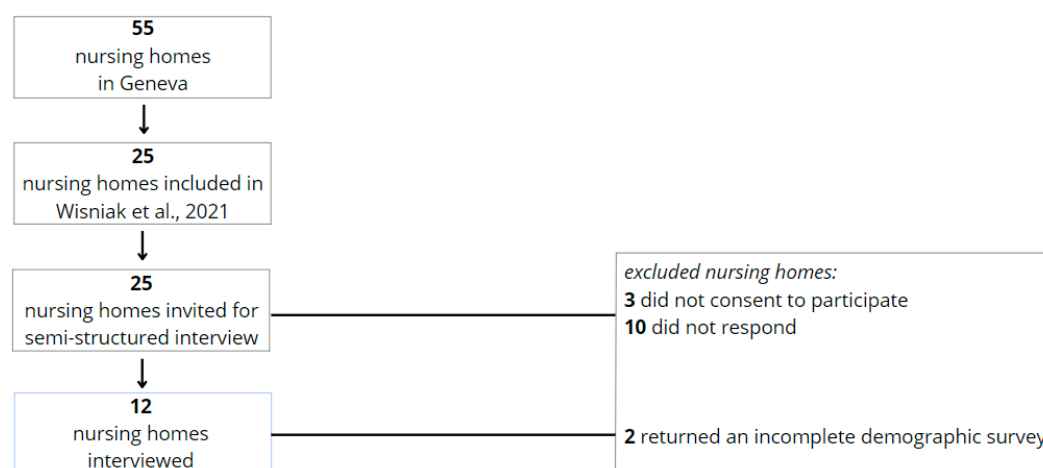 55
nursing homes
in Geneva
25
nursing homes included in
Wisniak et al., 2021
25
nursing homes invited for
semi-structured interview
excluded nursing homes:
3 did not consent to participate
10 did not respond
12
nursing homes
interviewed
2 returned an incomplete demographic survey